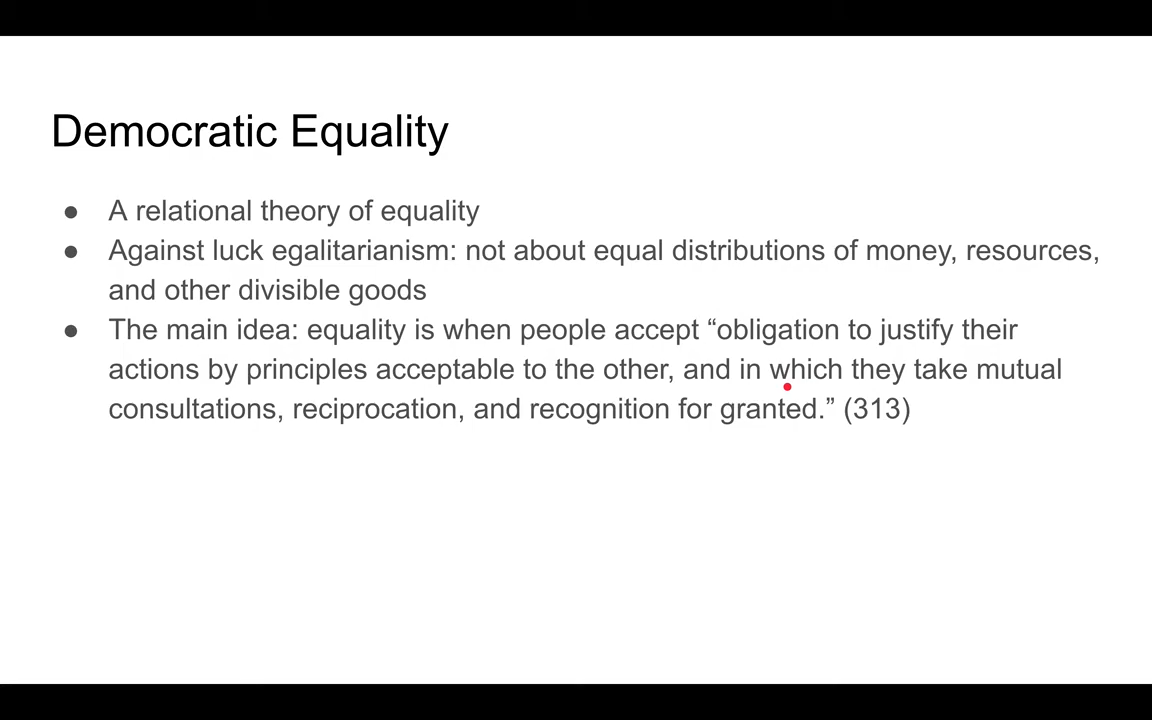 Democratic Equality
● A relational theory of equality
● Against luck egalitarianism: not about equal distributions of money, resources,
and other divisible goods
● The main idea: equality is when people accept “obligation to justify their
actions by principles acceptable to the other, and in which they take mutual
consultations, reciprocation, and recognition for granted.” (313)